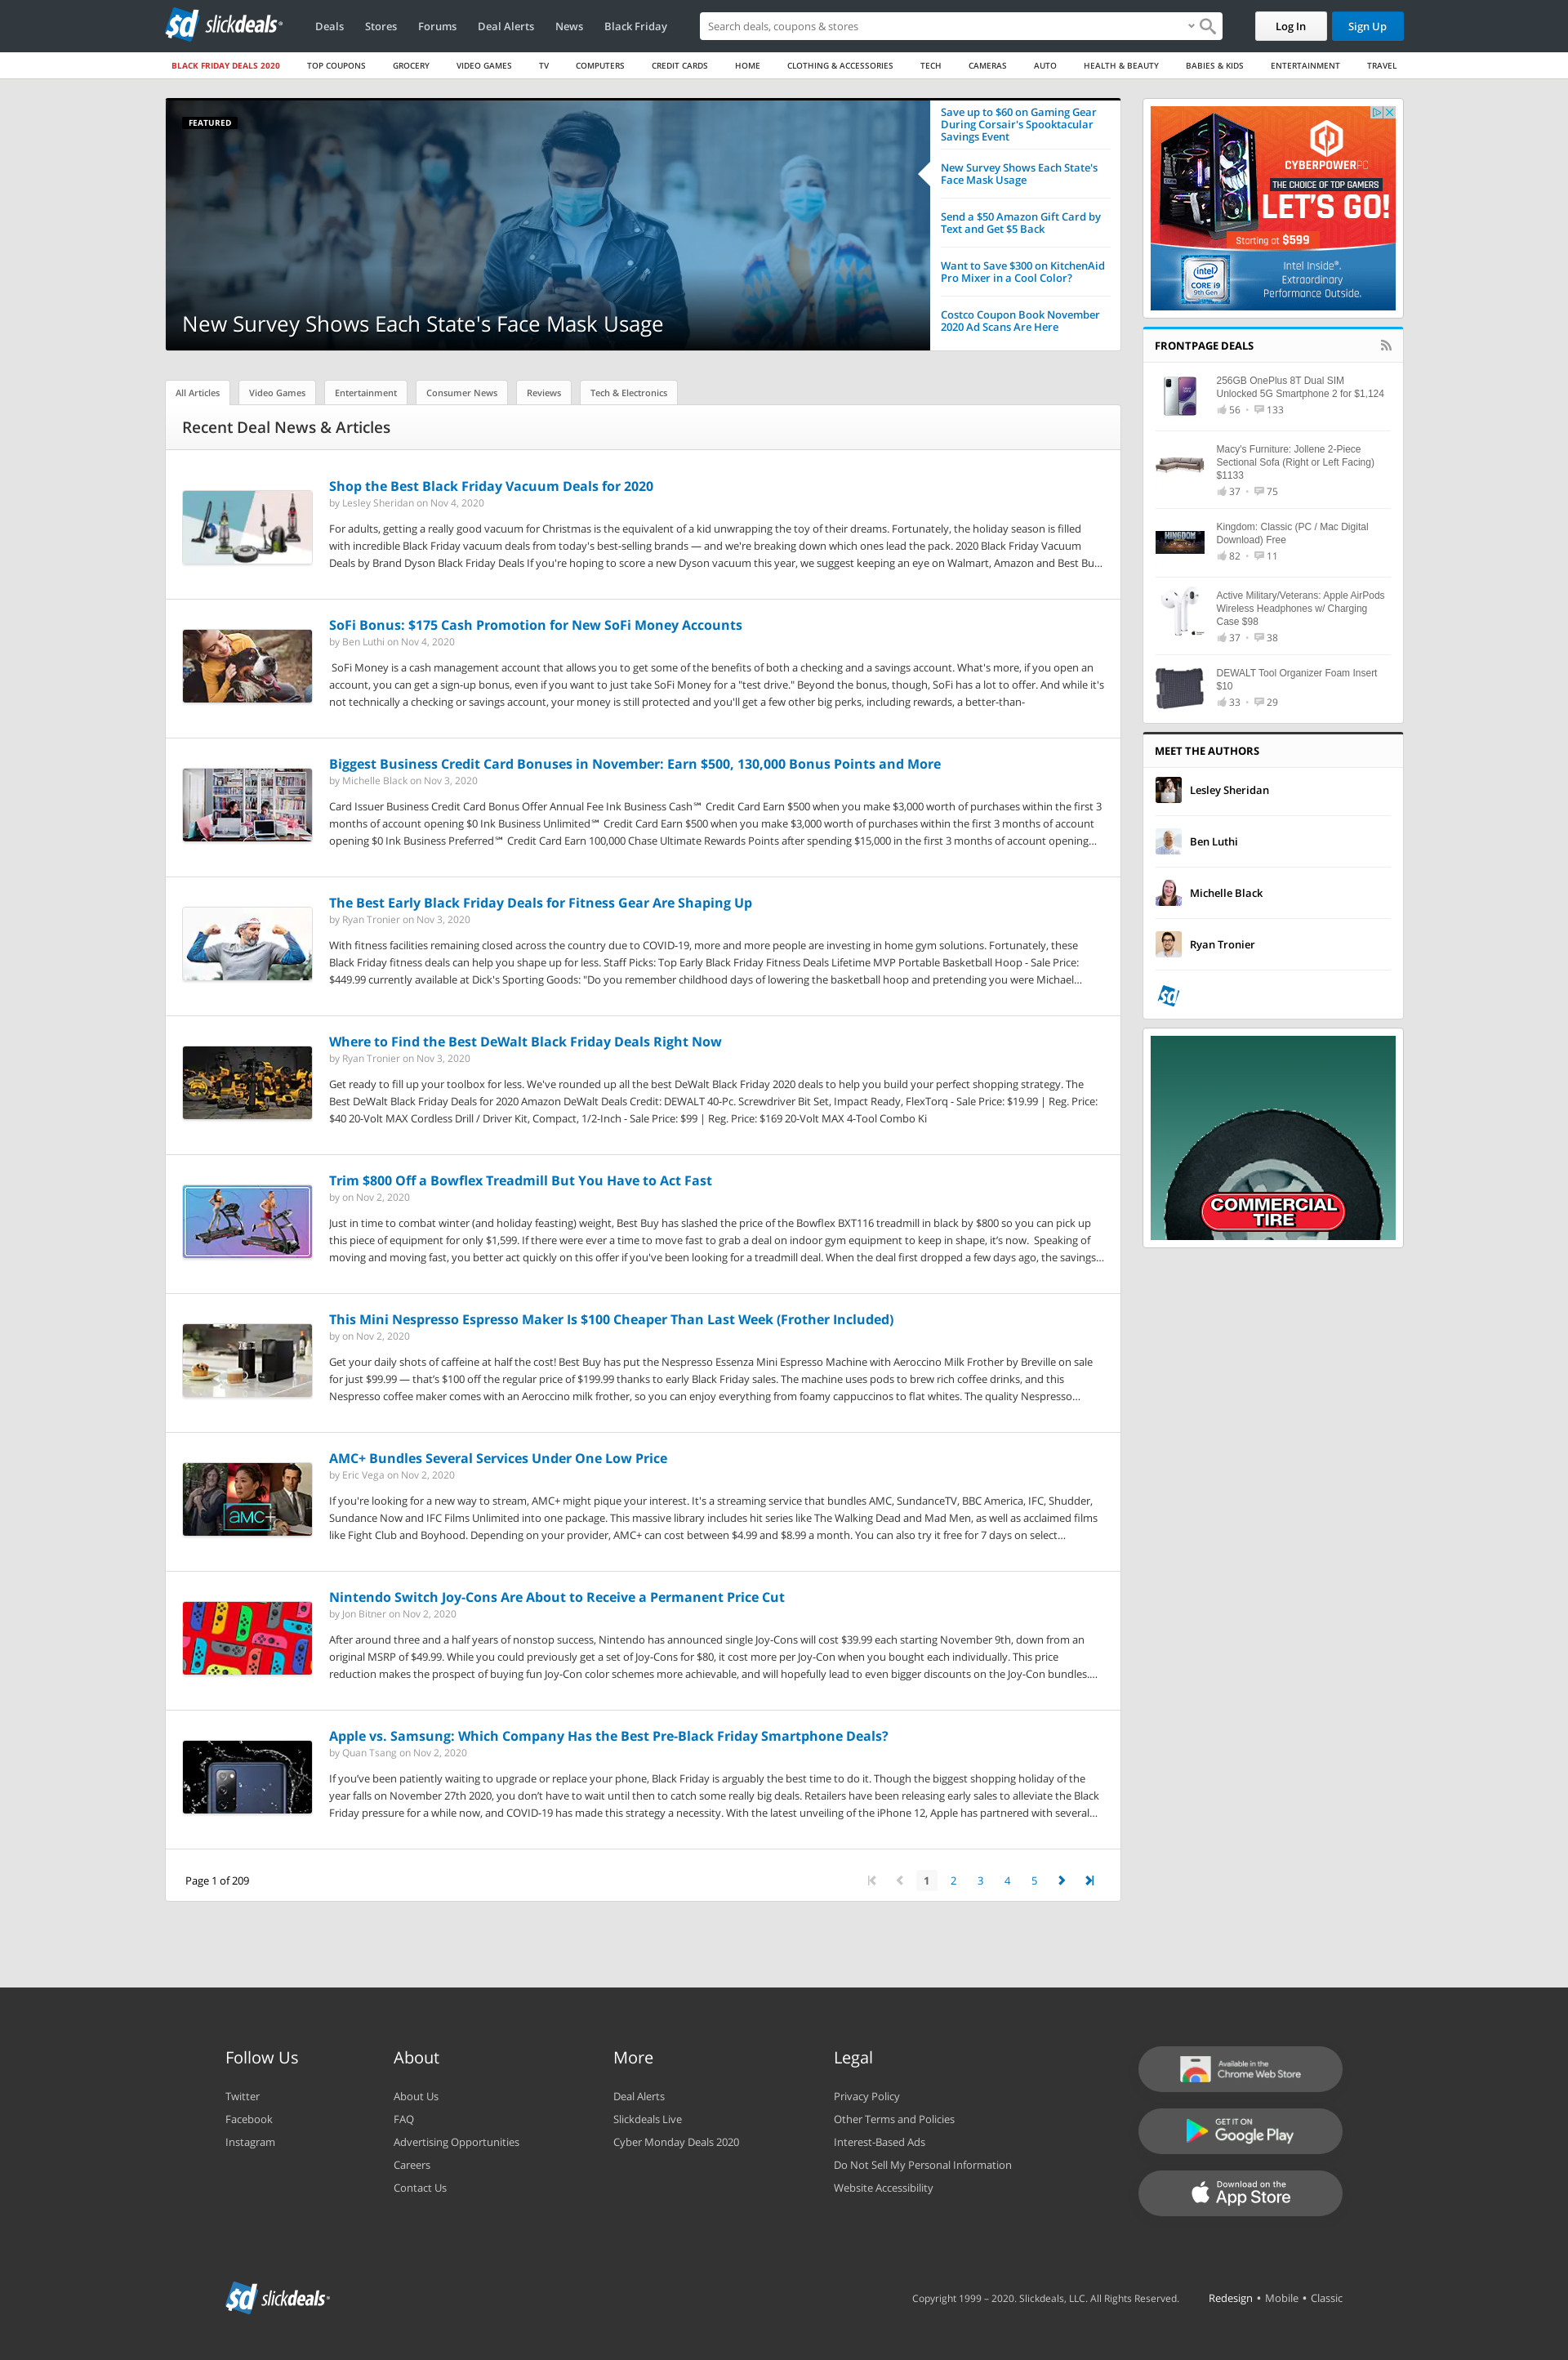 sd slickdeals
Deals Stores Forums Deal Alerts News Black Friday
Search deals, coupons & stores
Log In Sign Up
BLACK FRIDAY DEALS 2020 TOP COUPONS GROCERY VIDEO GAMES TV COMPUTERS CREDIT CARDS HOME CLOTHING & ACCESSORIES TECH CAMERAS AUTO HEALTH & BEAUTY BABIES & KIDS ENTERTAINMENT TRAVEL
FEATURED
New Survey Shows Each State's Face Mask Usage
Save up to $60 on Gaming Gear
During Corsair's Spooktacular
Savings Event
New Survey Shows Each State's
Face Mask Usage
Send a $50 Amazon Gift Card by
Text and Get $5 Back
Want to Save $300 on KitchenAid
Pro Mixer in a Cool Color?
Costco Coupon Book November
2020 Ad Scans Are Here
All Articles Video Games Entertainment Consumer News Reviews Tech & Electronics
Recent Deal News & Articles
Shop the Best Black Friday Vacuum Deals for 2020
by Lesley Sheridan on Nov 4, 2020
For adults, getting a really good vacuum for Christmas is the equivalent of a kid unwrapping the toy of their dreams. Fortunately, the holiday season is filled
with incredible Black Friday vacuum deals from today's best-selling brands — and we're breaking down which ones lead the pack. 2020 Black Friday Vacuum
Deals by Brand Dyson Black Friday Deals If you're hoping to score a new Dyson vacuum this year, we suggest keeping an eye on Walmart, Amazon and Best Bu...
SoFi Bonus: $175 Cash Promotion for New SoFi Money Accounts
by Ben Luthi on Nov 4, 2020
SoFi Money is a cash management account that allows you to get some of the benefits of both a checking and a savings account. What's more, if you open an
account, you can get a sign-up bonus, even if you want to just take SoFi Money for a "test drive." Beyond the bonus, though, SoFi has a lot to offer. And while it's
not technically a checking or savings account, your money is still protected and you'll get a few other big perks, including rewards, a better-than-
Biggest Business Credit Card Bonuses in November: Earn $500, 130,000 Bonus Points and More
by Michelle Black on Nov 3, 2020
Card Issuer Business Credit Card Bonus Offer Annual Fee Ink Business Cash℠ Credit Card Earn $500 when you make $3,000 worth of purchases within the first 3
months of account opening $0 Ink Business Unlimited℠ Credit Card Earn $500 when you make $3,000 worth of purchases within the first 3 months of account
opening $0 Ink Business Preferred℠ Credit Card Earn 100,000 Chase Ultimate Rewards Points after spending $15,000 in the first 3 months of account opening...
The Best Early Black Friday Deals for Fitness Gear Are Shaping Up
by Ryan Tronier on Nov 3, 2020
With fitness facilities remaining closed across the country due to COVID-19, more and more people are investing in home gym solutions. Fortunately, these
Black Friday fitness deals can help you shape up for less. Staff Picks: Top Early Black Friday Fitness Deals Lifetime MVP Portable Basketball Hoop - Sale Price:
$449.99 currently available at Dick's Sporting Goods: "Do you remember childhood days of lowering the basketball hoop and pretending you were Michael...
Where to Find the Best DeWalt Black Friday Deals Right Now
by Ryan Tronier on Nov 3, 2020
Get ready to fill up your toolbox for less. We've rounded up all the best DeWalt Black Friday 2020 deals to help you build your perfect shopping strategy. The
Best DeWalt Black Friday Deals for 2020 Amazon DeWalt Deals Credit: DEWALT 40-Pc. Screwdriver Bit Set, Impact Ready, FlexTorq - Sale Price: $19.99 | Reg. Price:
$40 20-Volt MAX Cordless Drill / Driver Kit, Compact, 1/2-Inch - Sale Price: $99 | Reg. Price: $169 20-Volt MAX 4-Tool Combo Ki
Trim $800 Off a Bowflex Treadmill But You Have to Act Fast
by on Nov 2, 2020
Just in time to combat winter (and holiday feasting) weight, Best Buy has slashed the price of the Bowflex BXT116 treadmill in black by $800 so you can pick up
this piece of equipment for only $1,599. If there were ever a time to move fast to grab a deal on indoor gym equipment to keep in shape, it's now. Speaking of
moving and moving fast, you better act quickly on this offer if you've been looking for a treadmill deal. When the deal first dropped a few days ago, the savings...
This Mini Nespresso Espresso Maker Is $100 Cheaper Than Last Week (Frother Included)
by on Nov 2, 2020
Get your daily shots of caffeine at half the cost! Best Buy has put the Nespresso Essenza Mini Espresso Machine with Aeroccino Milk Frother by Breville on sale
for just $99.99 — that's $100 off the regular price of $199.99 thanks to early Black Friday sales. The machine uses pods to brew rich coffee drinks, and this
Nespresso coffee maker comes with an Aeroccino milk frother, so you can enjoy everything from foamy cappuccinos to flat whites. The quality Nespresso...
AMC+ Bundles Several Services Under One Low Price
by Eric Vega on Nov 2, 2020
If you're looking for a new way to stream, AMC+ might pique your interest. It's a streaming service that bundles AMC, SundanceTV, BBC America, IFC, Shudder,
Sundance Now and IFC Films Unlimited into one package. This massive library includes hit series like The Walking Dead and Mad Men, as well as acclaimed films
like Fight Club and Boyhood. Depending on your provider, AMC+ can cost between $4.99 and $8.99 a month. You can also try it free for 7 days on select...
aMC+
Nintendo Switch Joy-Cons Are About to Receive a Permanent Price Cut
by Jon Bitner on Nov 2, 2020
After around three and a half years of nonstop success, Nintendo has announced single Joy-Cons will cost $39.99 each starting November 9th, down from an
original MSRP of $49.99. While you could previously get a set of Joy-Cons for $80, it cost more per Joy-Con when you bought each individually. This price
reduction makes the prospect of buying fun Joy-Con color schemes more achievable, and will hopefully lead to even bigger discounts on the Joy-Con bundles....
Apple vs. Samsung: Which Company Has the Best Pre-Black Friday Smartphone Deals?
by Quan Tsang on Nov 2, 2020
If you've been patiently waiting to upgrade or replace your phone, Black Friday is arguably the best time to do it. Though the biggest shopping holiday of the
year falls on November 27th 2020, you don't have to wait until then to catch some really big deals. Retailers have been releasing early sales to alleviate the Black
Friday pressure for a while now, and COVID-19 has made this strategy a necessity. With the latest unveiling of the iPhone 12, Apple has partnered with several...
Page 1 of 209
1 2 3 4 5
CYBERPOWERPC
THE CHOICE OF TOP GAMERS
LET'S GO!
Starting at $599
intel
CORE i9
9th Gen
Intel Inside®.
Extraordinary
Performance Outside.
FRONTPAGE DEALS
256GB OnePlus 8T Dual SIM
Unlocked 5G Smartphone 2 for $1,124
56 • 133
Macy's Furniture: Jollene 2-Piece
Sectional Sofa (Right or Left Facing)
$1133
37 • 75
KINGDOM
Kingdom: Classic (PC / Mac Digital
Download) Free
82 • 11
Active Military/Veterans: Apple AirPods
Wireless Headphones w/ Charging
Case $98
37 • 38
DEWALT Tool Organizer Foam Insert
$10
33 • 29
MEET THE AUTHORS
Lesley Sheridan
Ben Luthi
Michelle Black
Ryan Tronier
sd
COMMERCIAL
TIRE
Follow Us
Twitter
Facebook
Instagram
About
About Us
FAQ
Advertising Opportunities
Careers
Contact Us
More
Deal Alerts
Slickdeals Live
Cyber Monday Deals 2020
Legal
Privacy Policy
Other Terms and Policies
Interest-Based Ads
Do Not Sell My Personal Information
Website Accessibility
Available in the
Chrome Web Store
GET IT ON
Google Play
Download on the
App Store
sd slickdeals
Copyright 1999 – 2020. Slickdeals, LLC. All Rights Reserved.
Redesign • Mobile • Classic